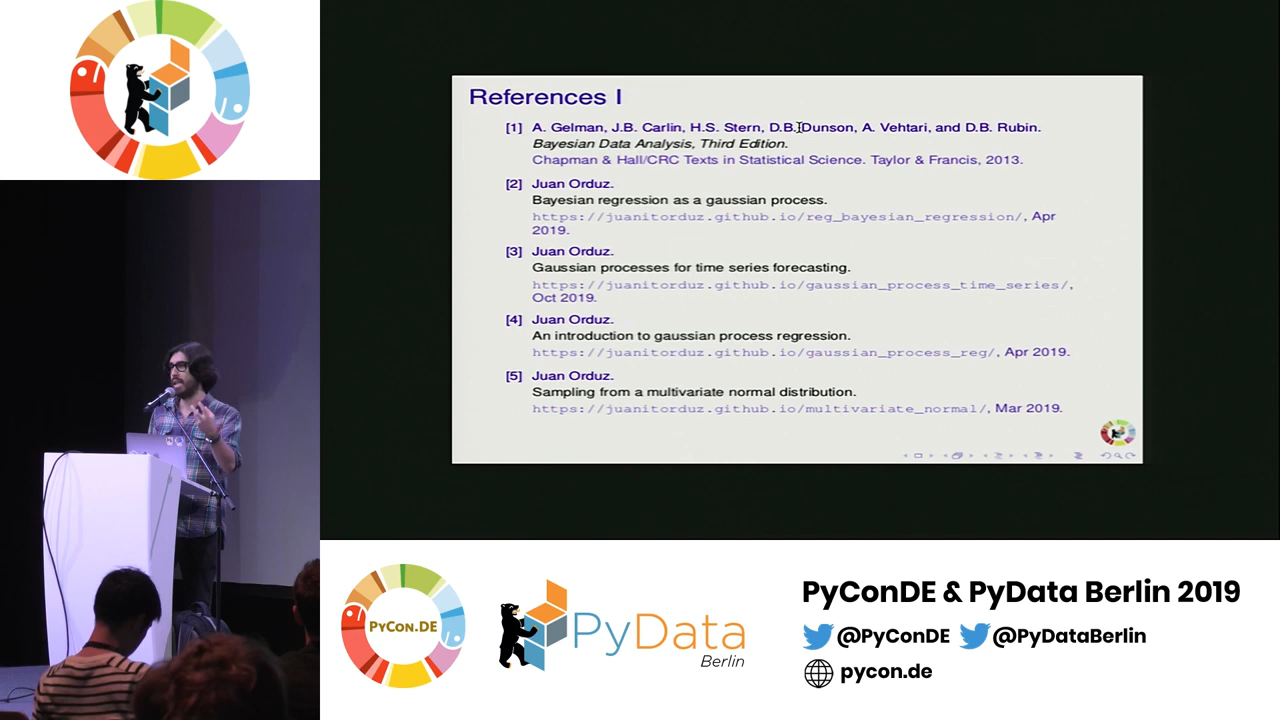 References I
[1] A. Gelman, J.B. Carlin, H.S. Stern, D.B. Dunson, A. Vehtari, and D.B. Rubin.
Bayesian Data Analysis, Third Edition.
Chapman & Hall/CRC Texts in Statistical Science. Taylor & Francis, 2013.
[2] Juan Orduz.
Bayesian regression as a gaussian process.
https://juanitorduz.github.io/reg_bayesian_regression/, Apr
2019.
[3] Juan Orduz.
Gaussian processes for time series forecasting.
https://juanitorduz.github.io/gaussian_process_time_series/,
Oct 2019.
[4] Juan Orduz.
An introduction to gaussian process regression.
https://juanitorduz.github.io/gaussian_process_reg/, Apr 2019.
[5] Juan Orduz.
Sampling from a multivariate normal distribution.
https://juanitorduz.github.io/multivariate_normal/, Mar 2019.
PYCON.DE
PyData
Berlin
PyConDE & PyData Berlin 2019
@PyConDE @PyDataBerlin
pycon.de